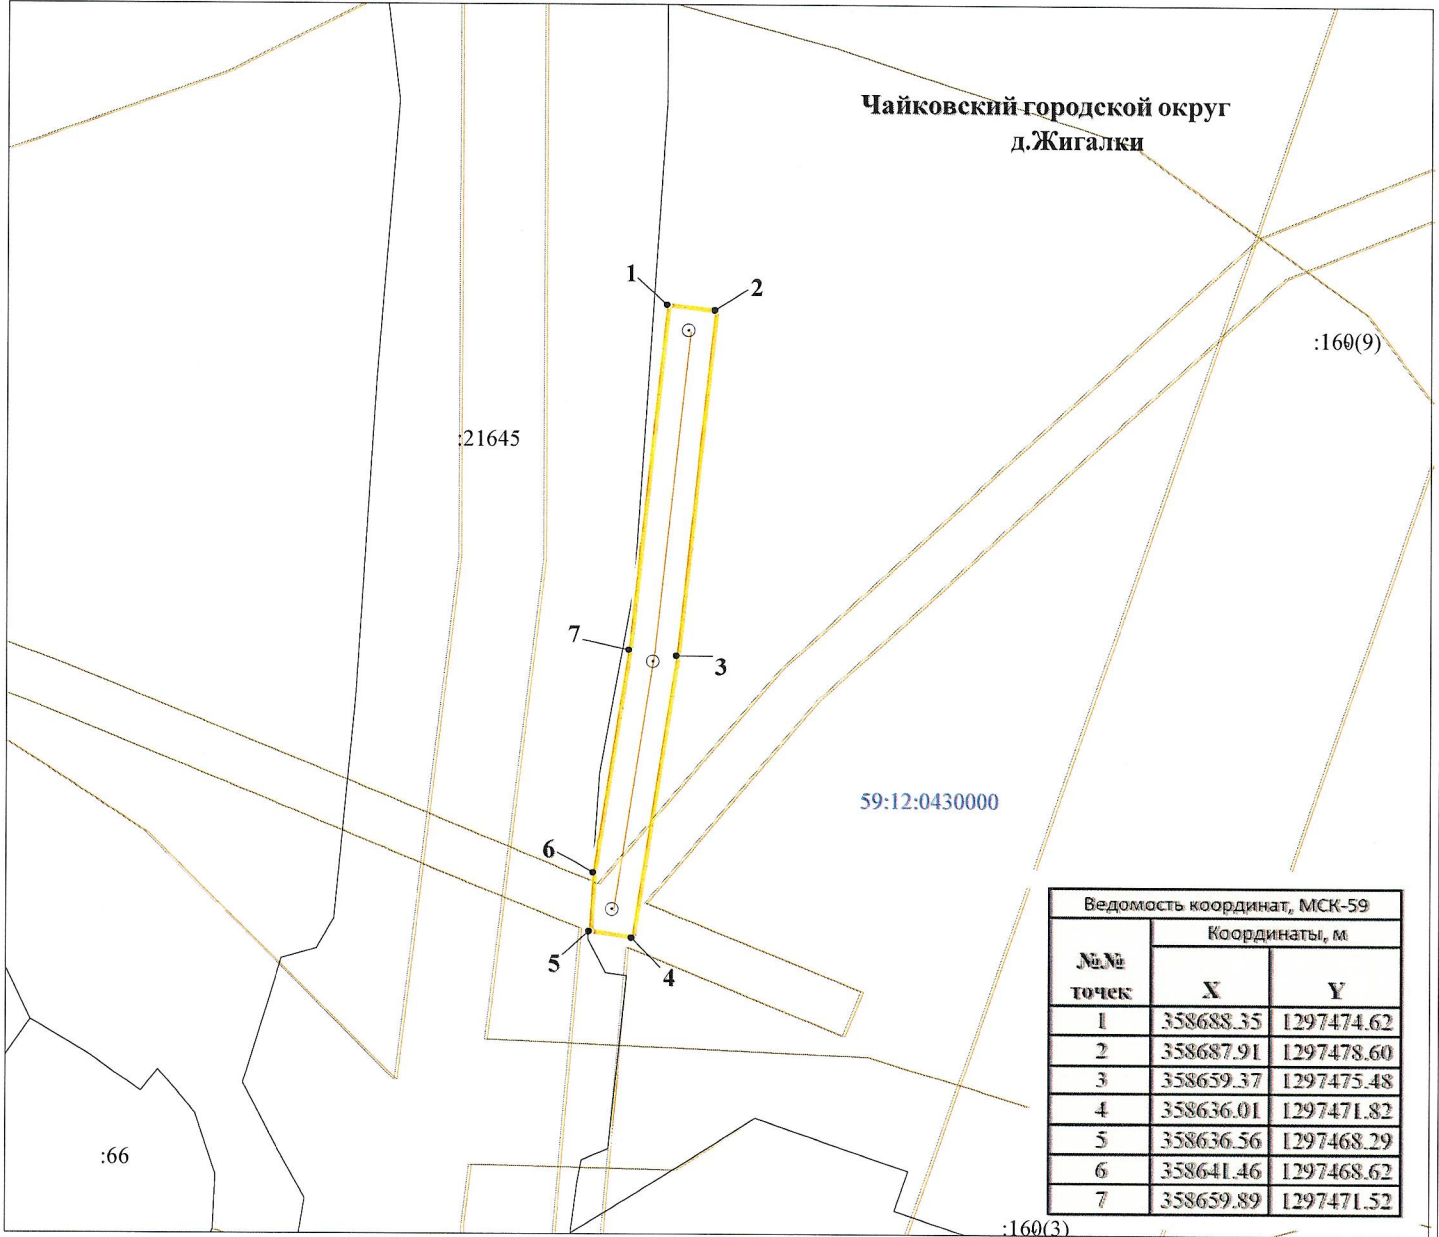 Чайковский городской округ
д.Жигалки
1
2
:160(9)
:21645
7
3
59:12:0430000
6
5
4
:66
:160(3)
Ведомость координат, МСК-59
Координаты, м
№№ точек X Y
1 358688.35 1297474.62
2 358687.91 1297478.60
3 358659.37 1297475.48
4 358636.01 1297471.82
5 358636.56 1297468.29
6 358641.46 1297468.62
7 358659.89 1297471.52